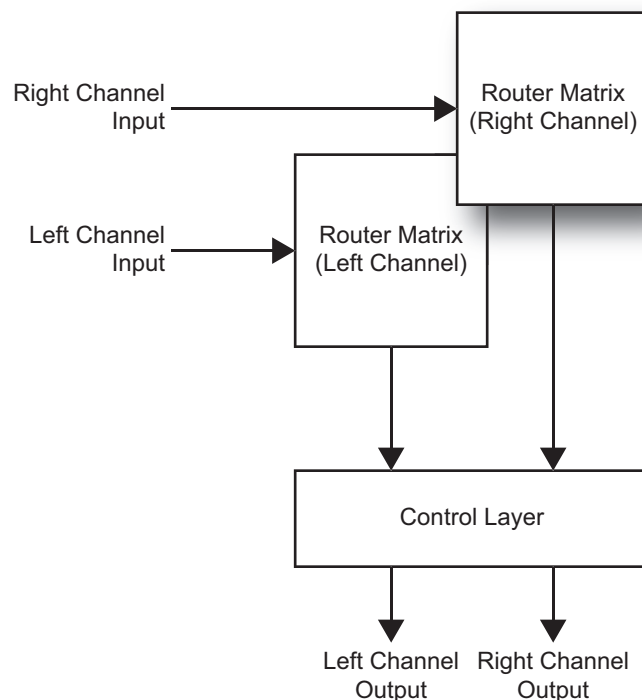 Right Channel
Input
Router Matrix
(Right Channel)
Left Channel
Input
Router Matrix
(Left Channel)
Control Layer
Left Channel
Output
Right Channel
Output